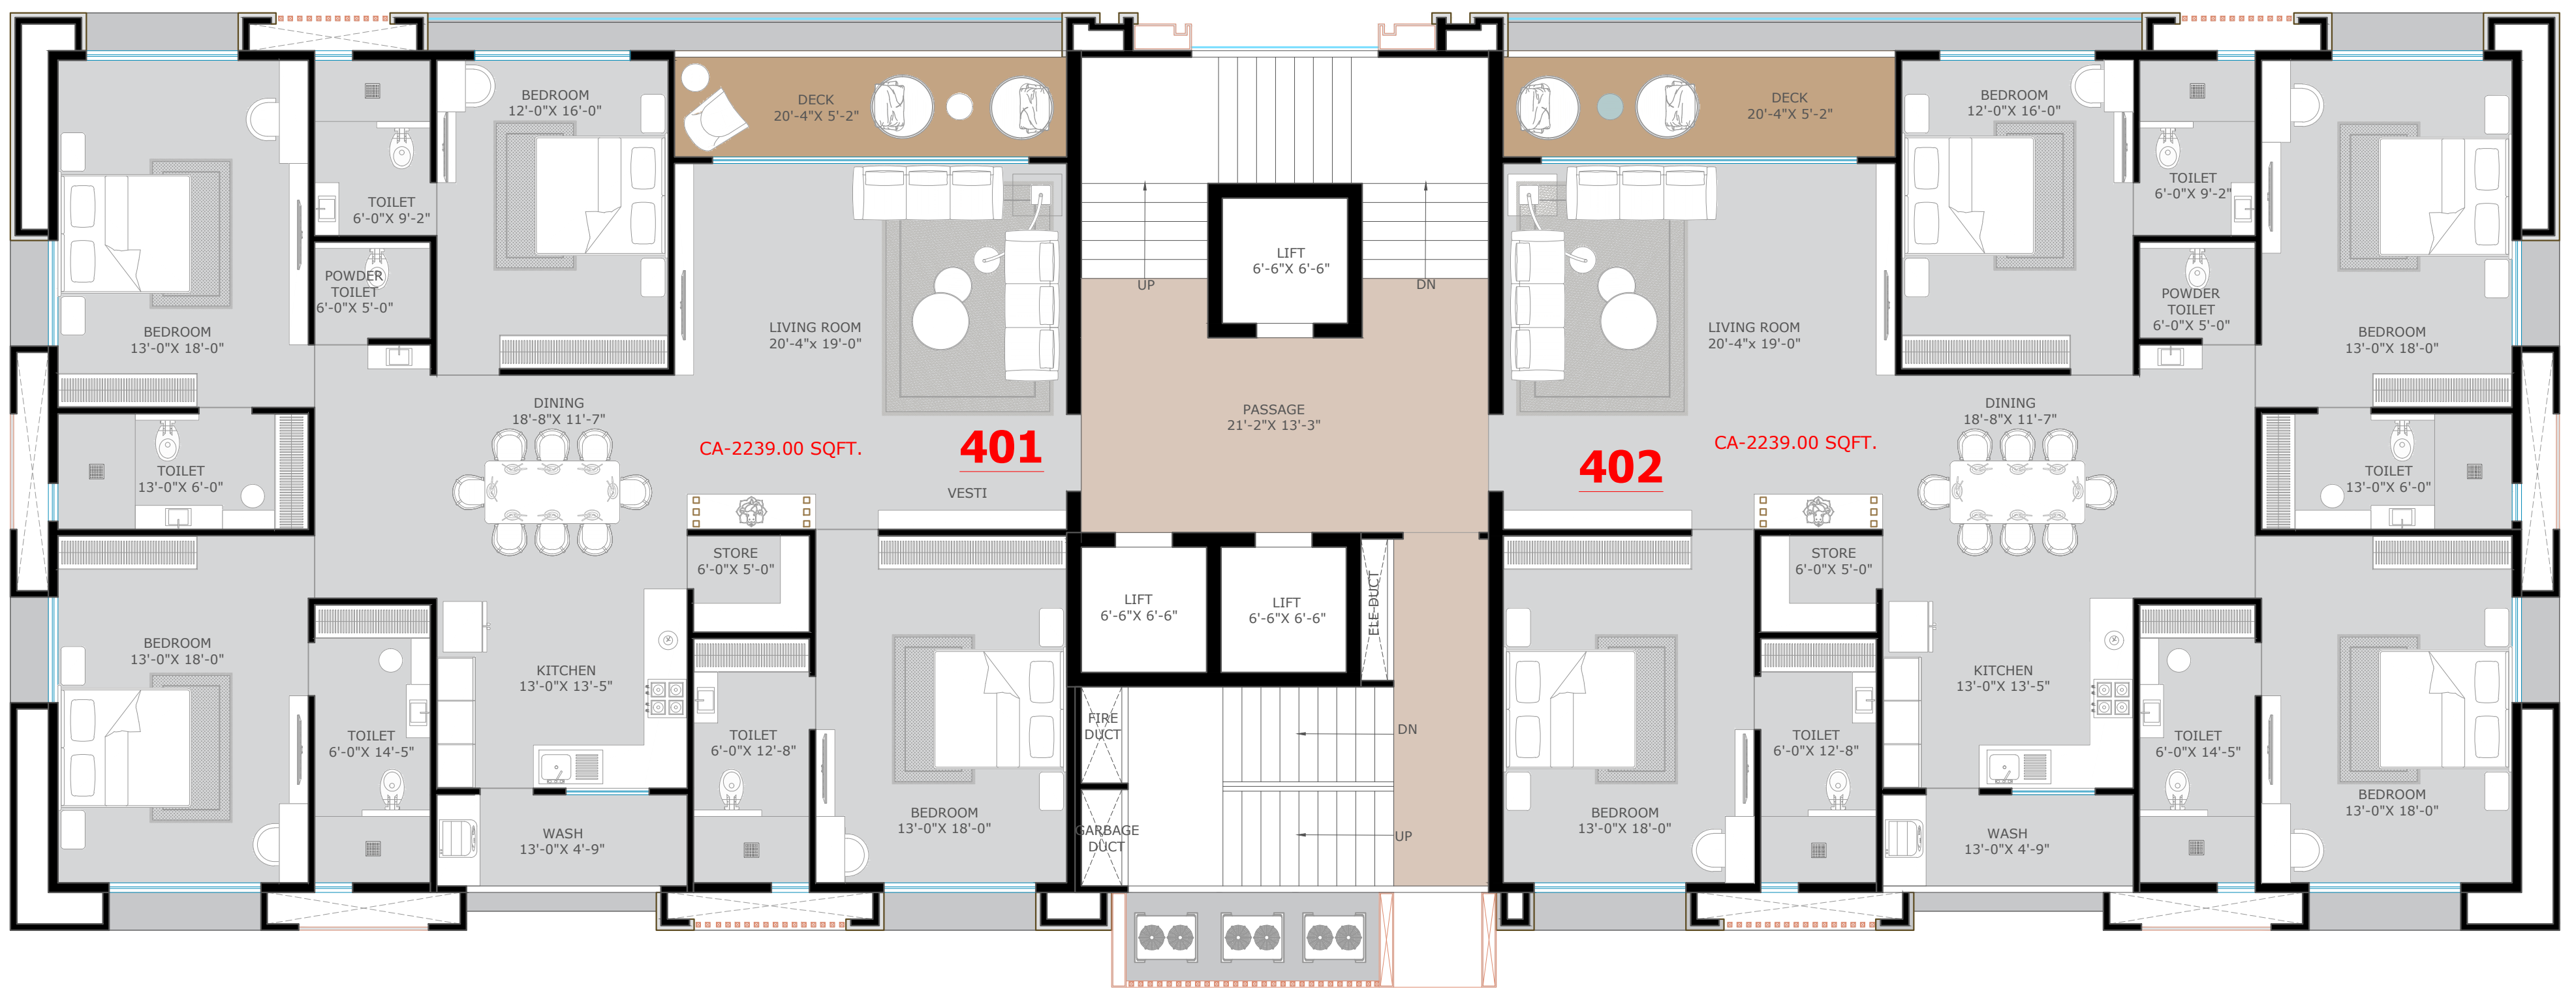 BEDROOM
12'-0"X 16'-0"
DECK
20'-4"X 5'-2"
TOILET
6'-0"X 9'-2"
POWDER
TOILET
6'-0"X 5'-0"
BEDROOM
13'-0"X 18'-0"
LIVING ROOM
20'-4"x 19'-0"
DINING
18'-8"X 11'-7"
CA-2239.00 SQFT.
401
VESTI
TOILET
13'-0"X 6'-0"
STORE
6'-0"X 5'-0"
BEDROOM
13'-0"X 18'-0"
KITCHEN
13'-0"X 13'-5"
TOILET
6'-0"X 14'-5"
TOILET
6'-0"X 12'-8"
WASH
13'-0"X 4'-9"
BEDROOM
13'-0"X 18'-0"
LIFT
6'-6"X 6'-6"
UP
DN
PASSAGE
21'-2"X 13'-3"
LIFT
6'-6"X 6'-6"
LIFT
6'-6"X 6'-6"
ELE-DUCT
FIRE
DUCT
DN
GARBAGE
DUCT
UP
DECK
20'-4"X 5'-2"
BEDROOM
12'-0"X 16'-0"
TOILET
6'-0"X 9'-2"
POWDER
TOILET
6'-0"X 5'-0"
LIVING ROOM
20'-4"x 19'-0"
BEDROOM
13'-0"X 18'-0"
DINING
18'-8"X 11'-7"
CA-2239.00 SQFT.
402
TOILET
13'-0"X 6'-0"
STORE
6'-0"X 5'-0"
KITCHEN
13'-0"X 13'-5"
TOILET
6'-0"X 12'-8"
TOILET
6'-0"X 14'-5"
BEDROOM
13'-0"X 18'-0"
BEDROOM
13'-0"X 18'-0"
WASH
13'-0"X 4'-9"